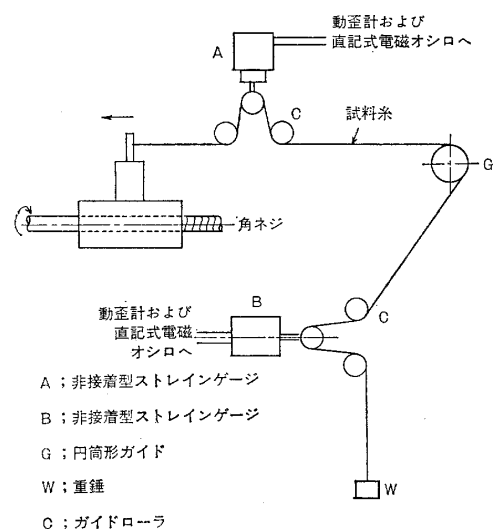 動歪計および
直記式電磁オシロへ
A
C
試料糸
G
角ネジ
動歪計および
直記式電磁
オシロへ
B
C
A；非接着型ストレインゲージ
B；非接着型ストレインゲージ
G；円筒形ガイド
W；重錘
C；ガイドローラ
W